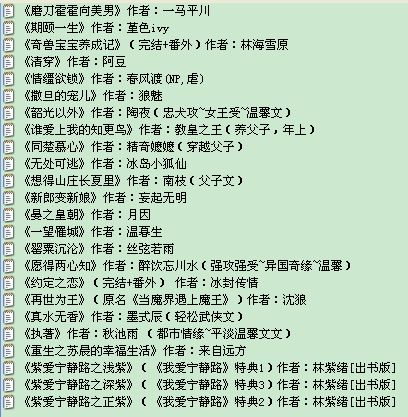 《磨刀霍霍向美男》作者：一马平川
《期颐一生》作者：堇色ivy
《奇兽宝宝养成记》（完结+番外）作者：林海雪原
《清穿》作者：阿豆
《情缰欲锁》作者：春风渡(NP,虐)
《撒旦的宠儿》作者：狼魅
《韶光以外》作者：陶夜（忠犬攻~女王受~温馨文）
《谁爱上我的知更鸟》作者：教皇之王（养父子，年上）
《同楚慕心》作者：精奇嬷嬷（穿越父子）
《无处可逃》作者：冰岛小狐仙
《想得山庄长夏里》作者：南枝（父子文）
《新郎变新娘》作者：妄起无明
《晏之皇朝》作者：月因
《一望倾城》作者：温暮生
《罂粟沉沦》作者：丝弦若雨
《愿得两心知》作者：醉饮忘川水（强攻强受~异国奇缘~温馨）
《约定之恋》（完结+番外） 作者：冰封传情
《再世为王》（原名《当魔界遇上魔王》）作者：沈狼
《真水无香》作者：墨式辰（轻松武侠文）
《执著》作者：秋池雨 （都市情缘~平淡温馨文文）
《重生之苏晨的幸福生活》作者：来自远方
《紫爱宁静路之浅紫》（《我爱宁静路》特典1）作者：林紫绪[出书版]
《紫爱宁静路之深紫》（《我爱宁静路》特典3）作者：林紫绪[出书版]
《紫爱宁静路之正紫》（《我爱宁静路》特典2）作者：林紫绪[出书版]